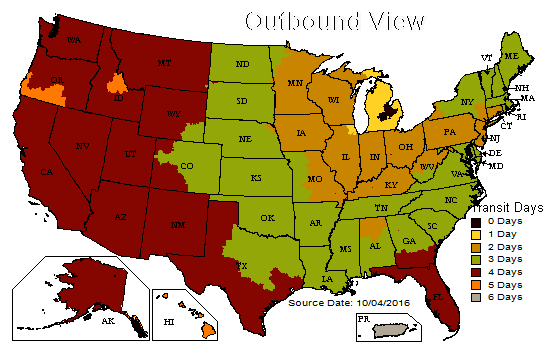 Outbound View
WA
MT
ND
MN
VT
ME
OR
ID
SD
WI
NY
NH
MA
WY
RI
CT
IA
PA
NJ
NV
UT
NE
IL
IN
OH
DE
MD
CO
WV
VA
CA
KS
MO
KY
NC
TN
AZ
NM
OK
AR
SC
Transit Days
0 Days
1 Day
2 Days
3 Days
4 Days
5 Days
6 Days
MS
AL
GA
TX
LA
FL
Source Date: 10/04/2016
AK
HI
PR